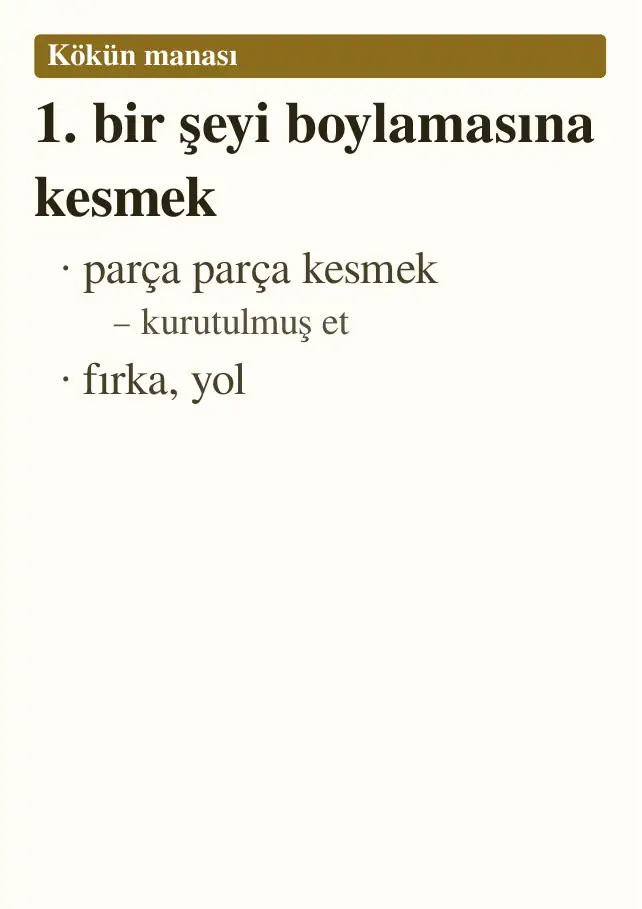 Kökün manası
1. bir şeyi boylamasına
kesmek
· parça parça kesmek
– kurutulmuş et
· fırka, yol